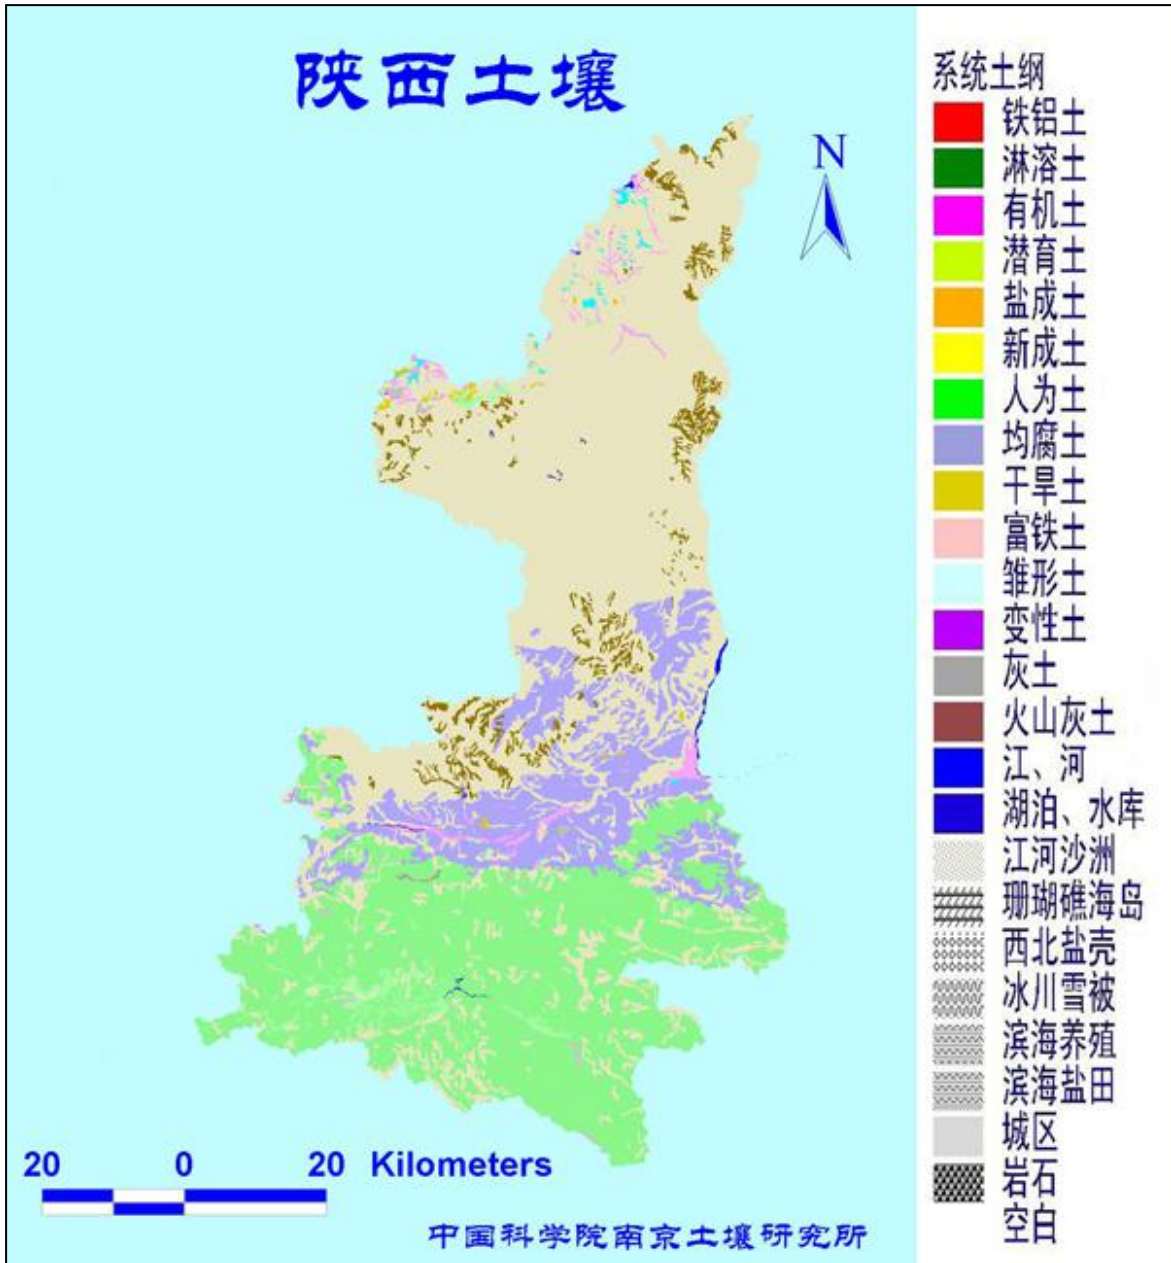 陕西土壤
N
系统土纲
铁铝土
淋溶土
有机土
潜育土
盐成土
新成土
人为土
均腐土
干旱土
富铁土
雏形土
变性土
灰土
火山灰土
江、河
湖泊、水库
江河沙洲
珊瑚礁海岛
西北盐壳
冰川雪被
滨海养殖
滨海盐田
城区
岩石
空白
20 0 20 Kilometers
中国科学院南京土壤研究所